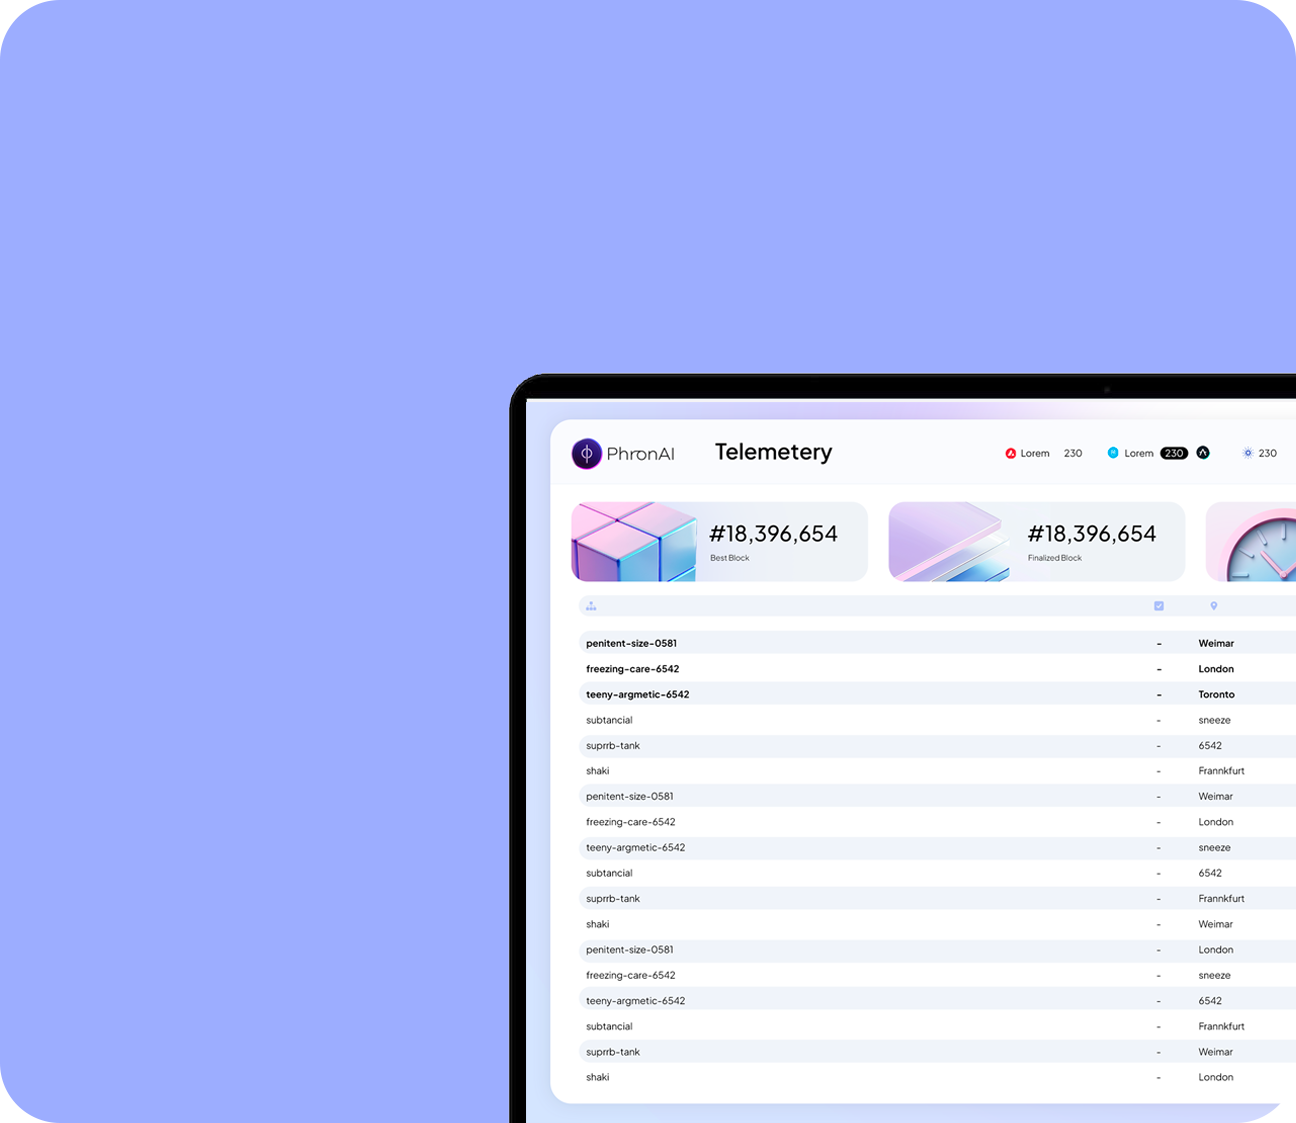 PhronAI Telemetery Lorem 230 Lorem 230 230
#18,396,654 #18,396,654
Best Block Finalized Block
penitent-size-0581 - Weimar
freezing-care-6542 - London
teeny-argmetic-6542 - Toronto
subtancial - sneeze
suprrb-tank - 6542
shaki - Frannkfurt
penitent-size-0581 - Weimar
freezing-care-6542 - London
teeny-argmetic-6542 - sneeze
subtancial - 6542
suprrb-tank - Frannkfurt
shaki - Weimar
penitent-size-0581 - London
freezing-care-6542 - sneeze
teeny-argmetic-6542 - 6542
subtancial - Frannkfurt
suprrb-tank - Weimar
shaki - London